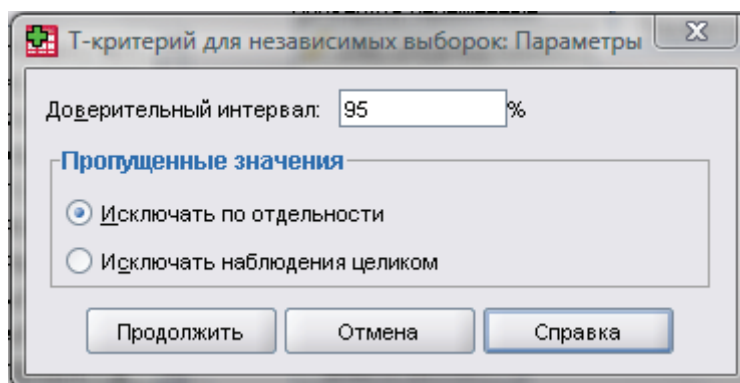 Т-критерий для независимых выборок: Параметры
Доверительный интервал: 95 %
Пропущенные значения
Исключать по отдельности
Исключать наблюдения целиком
Продолжить Отмена Справка